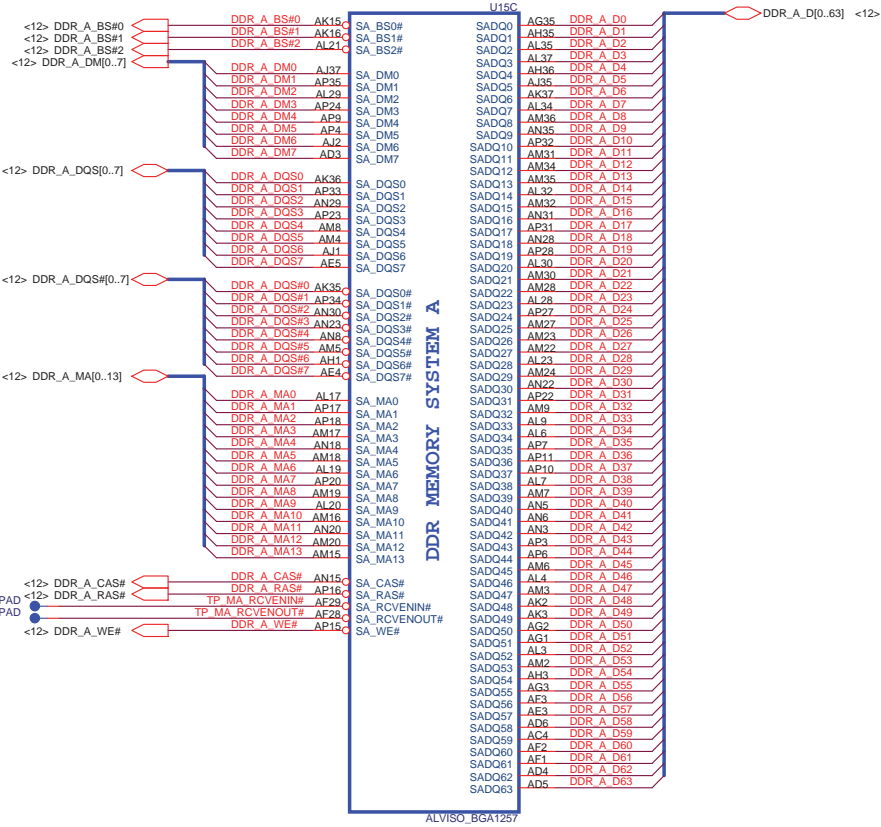 U15C
<12> DDR_A_BS#0 DDR_A_BS#0 AK15 SA_BS0#
<12> DDR_A_BS#1 DDR_A_BS#1 AK16 SA_BS1#
<12> DDR_A_BS#2 DDR_A_BS#2 AL21 SA_BS2#
<12> DDR_A_DM[0..7]
DDR_A_DM0 AJ37 SA_DM0
DDR_A_DM1 AP35 SA_DM1
DDR_A_DM2 AL29 SA_DM2
DDR_A_DM3 AP24 SA_DM3
DDR_A_DM4 AP9 SA_DM4
DDR_A_DM5 AP4 SA_DM5
DDR_A_DM6 AJ2 SA_DM6
DDR_A_DM7 AD3 SA_DM7
<12> DDR_A_DQS[0..7]
DDR_A_DQS0 AK36 SA_DQS0
DDR_A_DQS1 AP33 SA_DQS1
DDR_A_DQS2 AN29 SA_DQS2
DDR_A_DQS3 AP23 SA_DQS3
DDR_A_DQS4 AM8 SA_DQS4
DDR_A_DQS5 AM4 SA_DQS5
DDR_A_DQS6 AJ1 SA_DQS6
DDR_A_DQS7 AE5 SA_DQS7
<12> DDR_A_DQS#[0..7]
DDR_A_DQS#0 AK35 SA_DQS0#
DDR_A_DQS#1 AP34 SA_DQS1#
DDR_A_DQS#2 AN30 SA_DQS2#
DDR_A_DQS#3 AN23 SA_DQS3#
DDR_A_DQS#4 AN8 SA_DQS4#
DDR_A_DQS#5 AM5 SA_DQS5#
DDR_A_DQS#6 AH1 SA_DQS6#
DDR_A_DQS#7 AE4 SA_DQS7#
<12> DDR_A_MA[0..13]
DDR_A_MA0 AL17 SA_MA0
DDR_A_MA1 AP17 SA_MA1
DDR_A_MA2 AP18 SA_MA2
DDR_A_MA3 AM17 SA_MA3
DDR_A_MA4 AN18 SA_MA4
DDR_A_MA5 AM18 SA_MA5
DDR_A_MA6 AL19 SA_MA6
DDR_A_MA7 AP20 SA_MA7
DDR_A_MA8 AM19 SA_MA8
DDR_A_MA9 AL20 SA_MA9
DDR_A_MA10 AM16 SA_MA10
DDR_A_MA11 AN20 SA_MA11
DDR_A_MA12 AM20 SA_MA12
DDR_A_MA13 AM15 SA_MA13
<12> DDR_A_CAS# DDR_A_CAS# AN15 SA_CAS#
<12> DDR_A_RAS# DDR_A_RAS# AP16 SA_RAS#
PAD TP_MA_RCVENIN# AF29 SA_RCVENIN#
PAD TP_MA_RCVENOUT# AF28 SA_RCVENOUT#
<12> DDR_A_WE# DDR_A_WE# AP15 SA_WE#
DDR MEMORY SYSTEM A
SADQ0 AG35 DDR_A_D0
SADQ1 AH35 DDR_A_D1
SADQ2 AL35 DDR_A_D2
SADQ3 AL37 DDR_A_D3
SADQ4 AH36 DDR_A_D4
SADQ5 AJ35 DDR_A_D5
SADQ6 AK37 DDR_A_D6
SADQ7 AL34 DDR_A_D7
SADQ8 AM36 DDR_A_D8
SADQ9 AN35 DDR_A_D9
SADQ10 AP32 DDR_A_D10
SADQ11 AM31 DDR_A_D11
SADQ12 AM34 DDR_A_D12
SADQ13 AM35 DDR_A_D13
SADQ14 AL32 DDR_A_D14
SADQ15 AM32 DDR_A_D15
SADQ16 AN31 DDR_A_D16
SADQ17 AP31 DDR_A_D17
SADQ18 AN28 DDR_A_D18
SADQ19 AP28 DDR_A_D19
SADQ20 AL30 DDR_A_D20
SADQ21 AM30 DDR_A_D21
SADQ22 AM28 DDR_A_D22
SADQ23 AL28 DDR_A_D23
SADQ24 AP27 DDR_A_D24
SADQ25 AM27 DDR_A_D25
SADQ26 AM23 DDR_A_D26
SADQ27 AM22 DDR_A_D27
SADQ28 AL23 DDR_A_D28
SADQ29 AM24 DDR_A_D29
SADQ30 AN22 DDR_A_D30
SADQ31 AP22 DDR_A_D31
SADQ32 AM9 DDR_A_D32
SADQ33 AL9 DDR_A_D33
SADQ34 AL6 DDR_A_D34
SADQ35 AP7 DDR_A_D35
SADQ36 AP11 DDR_A_D36
SADQ37 AP10 DDR_A_D37
SADQ38 AL7 DDR_A_D38
SADQ39 AM7 DDR_A_D39
SADQ40 AN5 DDR_A_D40
SADQ41 AN6 DDR_A_D41
SADQ42 AN3 DDR_A_D42
SADQ43 AP3 DDR_A_D43
SADQ44 AP6 DDR_A_D44
SADQ45 AM6 DDR_A_D45
SADQ46 AL4 DDR_A_D46
SADQ47 AM3 DDR_A_D47
SADQ48 AK2 DDR_A_D48
SADQ49 AK3 DDR_A_D49
SADQ50 AG2 DDR_A_D50
SADQ51 AG1 DDR_A_D51
SADQ52 AL3 DDR_A_D52
SADQ53 AM2 DDR_A_D53
SADQ54 AH3 DDR_A_D54
SADQ55 AG3 DDR_A_D55
SADQ56 AF3 DDR_A_D56
SADQ57 AE3 DDR_A_D57
SADQ58 AD6 DDR_A_D58
SADQ59 AC4 DDR_A_D59
SADQ60 AF2 DDR_A_D60
SADQ61 AF1 DDR_A_D61
SADQ62 AD4 DDR_A_D62
SADQ63 AD5 DDR_A_D63
DDR_A_D[0..63] <12>
ALVISO_BGA1257